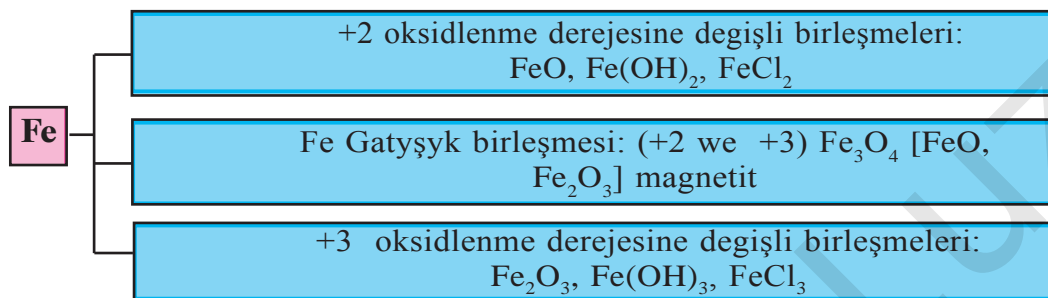 +2 oksidlenme derejesine degişli birleşmeleri:
FeO, Fe(OH)₂, FeCl₂
Fe
Fe Gatyşyk birleşmesi: (+2 we +3) Fe₃O₄ [FeO,
Fe₂O₃] magnetit
+3 oksidlenme derejesine degişli birleşmeleri:
Fe₂O₃, Fe(OH)₃, FeCl₃